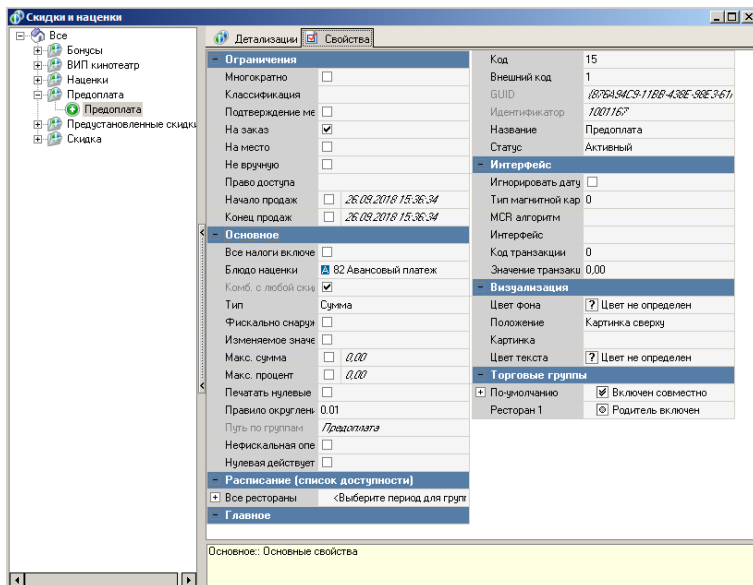 Скидки и наценки
Все
Бонусы
ВИП кинотеатр
Наценки
Предоплата
Предоплата
Предустановленные скидки
Скидка
Детализации
Свойства
Ограничения
Многократно
Классификация
Подтверждение ме
На заказ
На место
Не вручную
Право доступа
Начало продаж 26.09.2018 15:36:34
Конец продаж 26.09.2018 15:36:34
Основное
Все налоги включе
Блюдо наценки 82 Авансовый платеж
Комб. с любой ски
Тип Сумма
Фискально снаруж
Изменяемое значе
Макс. сумма 0,00
Макс. процент 0,00
Печатать нулевые
Правило округлен 0.01
Путь по группам Предоплата
Нефискальная опе
Нулевая действует
Расписание (список доступности)
Все рестораны <Выберите период для групп
Главное
Код 15
Внешний код 1
GUID {876A94C9-11BB-438E-98E3-61
Идентификатор 1001167
Название Предоплата
Статус Активный
Интерфейс
Игнорировать дату
Тип магнитной кар 0
MCR алгоритм
Интерфейс
Код транзакции 0
Значение транзакц 0,00
Визуализация
Цвет фона ? Цвет не определен
Положение Картинка сверху
Картинка
Цвет текста ? Цвет не определен
Торговые группы
По-умолчанию Включен совместно
Ресторан 1 Родитель включен
Основное:: Основные свойства